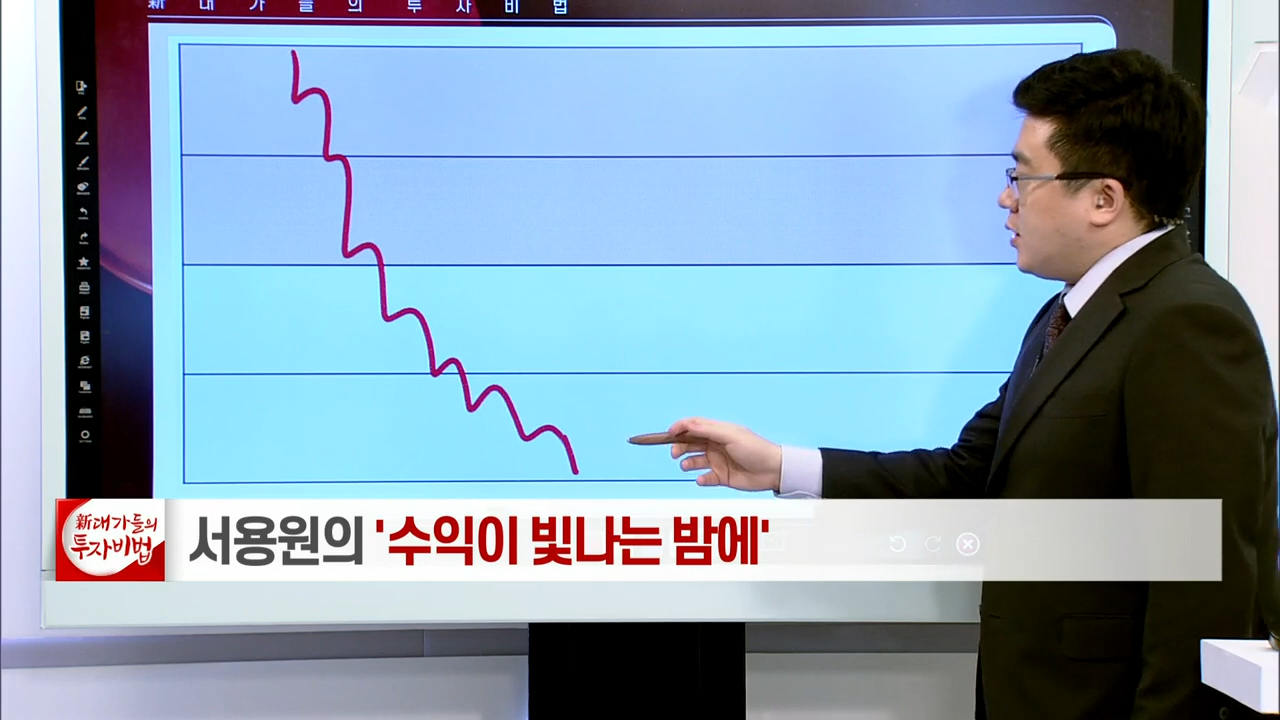 新 대 가 들 의 투 자 비 법
新대가들의
투자비법
서용원의 '수익이 빛나는 밤에'